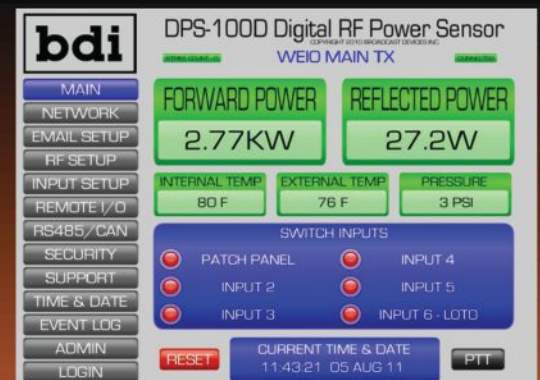 bdi
DPS-100D Digital RF Power Sensor
COPYRIGHT 2010 BROADCAST DEVICES INC
WEIO MAIN TX
CONNECTED
MAIN
NETWORK
EMAIL SETUP
RF SETUP
INPUT SETUP
REMOTE I/O
RS485/CAN
SECURITY
SUPPORT
TIME & DATE
EVENT LOG
ADMIN
LOGIN
FORWARD POWER
2.77KW
REFLECTED POWER
27.2W
INTERNAL TEMP
80 F
EXTERNAL TEMP
76 F
PRESSURE
3 PSI
SWITCH INPUTS
PATCH PANEL
INPUT 4
INPUT 2
INPUT 5
INPUT 3
INPUT 6 - LOTO
RESET
CURRENT TIME & DATE
11:43:21 05 AUG 11
PTT